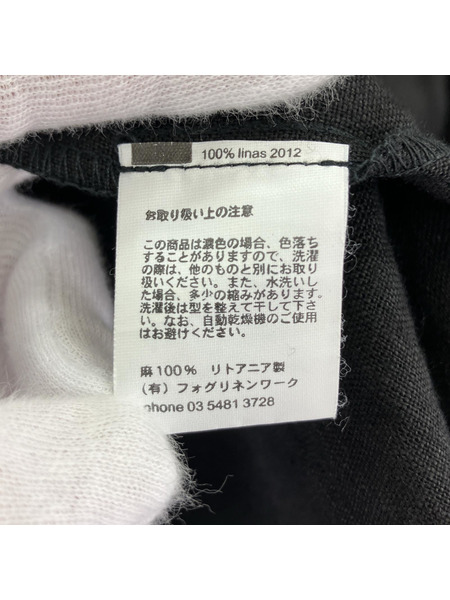 100% linas 2012
お取り扱い上の注意
この商品は濃色の場合、色落ち
することがありますので、洗濯
の際は、他のものと別にお取り
扱いください。また、水洗いし
た場合、多少の縮みがあります。
洗濯後は型を整えて干して下さ
い。なお、自動乾燥機のご使用
はお避けください。
麻100% リトアニア製
(有)フォグリネンワーク
phone 03 5481 3728